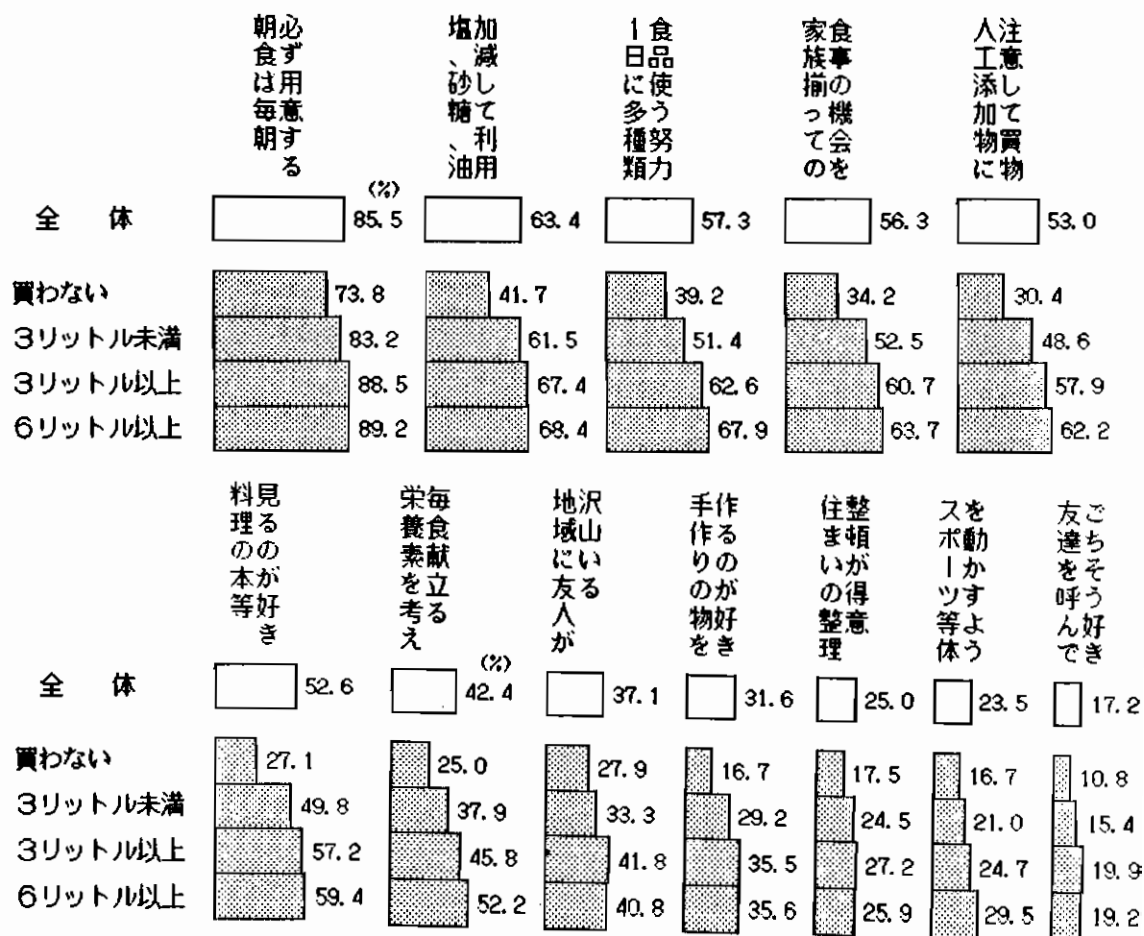 必ず用意する
朝食は毎朝
加減して利用
塩、砂糖、油
食品使う努力
1日に多種類
食事の機会を
家族揃っての
注意して買物
人工添加物に
(%)
全 体 85.5 63.4 57.3 56.3 53.0
買わない 73.8 41.7 39.2 34.2 30.4
3リットル未満 83.2 61.5 51.4 52.5 48.6
3リットル以上 88.5 67.4 62.6 60.7 57.9
6リットル以上 89.2 68.4 67.9 63.7 62.2
見るのが好き
料理の本等
毎食献立る
栄養素を考え
沢山いる
地域に友人が
作るのが好き
手作りの物を
整頓が得意
住まいの整理
を動かすよう
スポーツ等体
ごちそう好き
友達を呼んで
(%)
全 体 52.6 42.4 37.1 31.6 25.0 23.5 17.2
買わない 27.1 25.0 27.9 16.7 17.5 16.7 10.8
3リットル未満 49.8 37.9 33.3 29.2 24.5 21.0 15.4
3リットル以上 57.2 45.8 41.8 35.5 27.2 24.7 19.9
6リットル以上 59.4 52.2 40.8 35.6 25.9 29.5 19.2